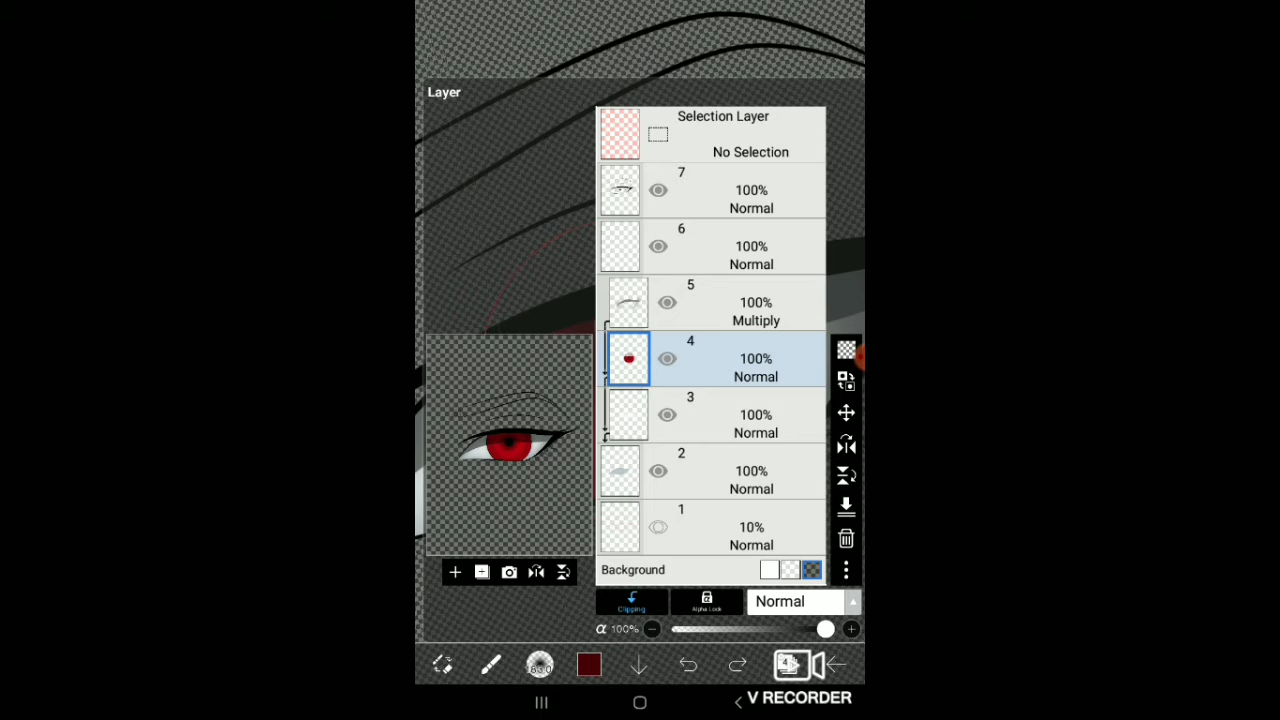 Layer
Selection Layer
No Selection
7
100%
Normal
6
100%
Normal
5
100%
Multiply
4
100%
Normal
3
100%
Normal
2
100%
Normal
1
10%
Normal
Background
Clipping
Alpha Lock
Normal
α 100%
4
V RECORDER